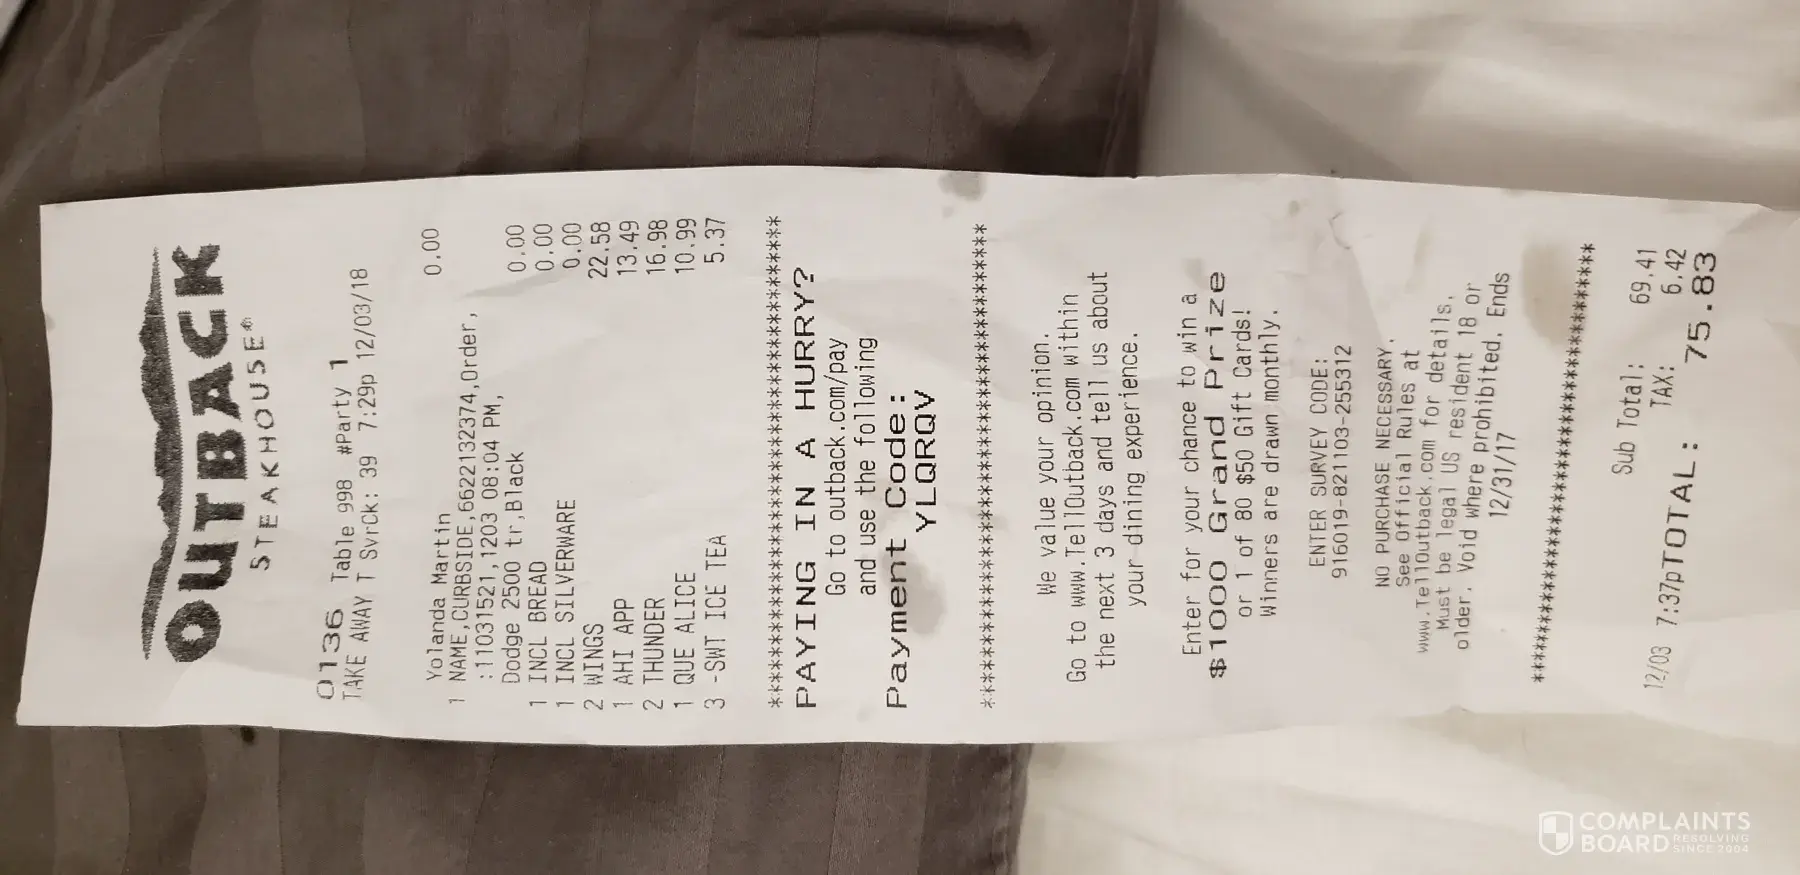 OUTBACK
STEAKHOUSE®
0136 Table 998 #Party 1
TAKE AWAY T SvrCk: 39 7:29p 12/03/18
Yolanda Martin 0.00
1 NAME,CURBSIDE,6622132374,Order,
:11031521,1203 08:04 PM,
Dodge 2500 tr,Black 0.00
1 INCL BREAD 0.00
1 INCL SILVERWARE 0.00
2 WINGS 22.58
1 AHI APP 13.49
2 THUNDER 16.98
1 QUE ALICE 10.99
3 -SWT ICE TEA 5.37
***********************************
PAYING IN A HURRY?
Go to outback.com/pay
and use the following
Payment Code:
YLQRQV
***********************************
We value your opinion.
Go to www.TellOutback.com within
the next 3 days and tell us about
your dining experience.
Enter for your chance to win a
$1000 Grand Prize
or 1 of 80 $50 Gift Cards!
Winners are drawn monthly.
ENTER SURVEY CODE:
916019-821103-255312
NO PURCHASE NECESSARY.
See Official Rules at
www.TellOutback.com for details.
Must be legal US resident 18 or
older. Void where prohibited. Ends
12/31/17
***********************************
Sub Total: 69.41
TAX: 6.42
12/03 7:37pTOTAL: 75.83
COMPLAINTS
BOARD RESOLVING
SINCE 2004